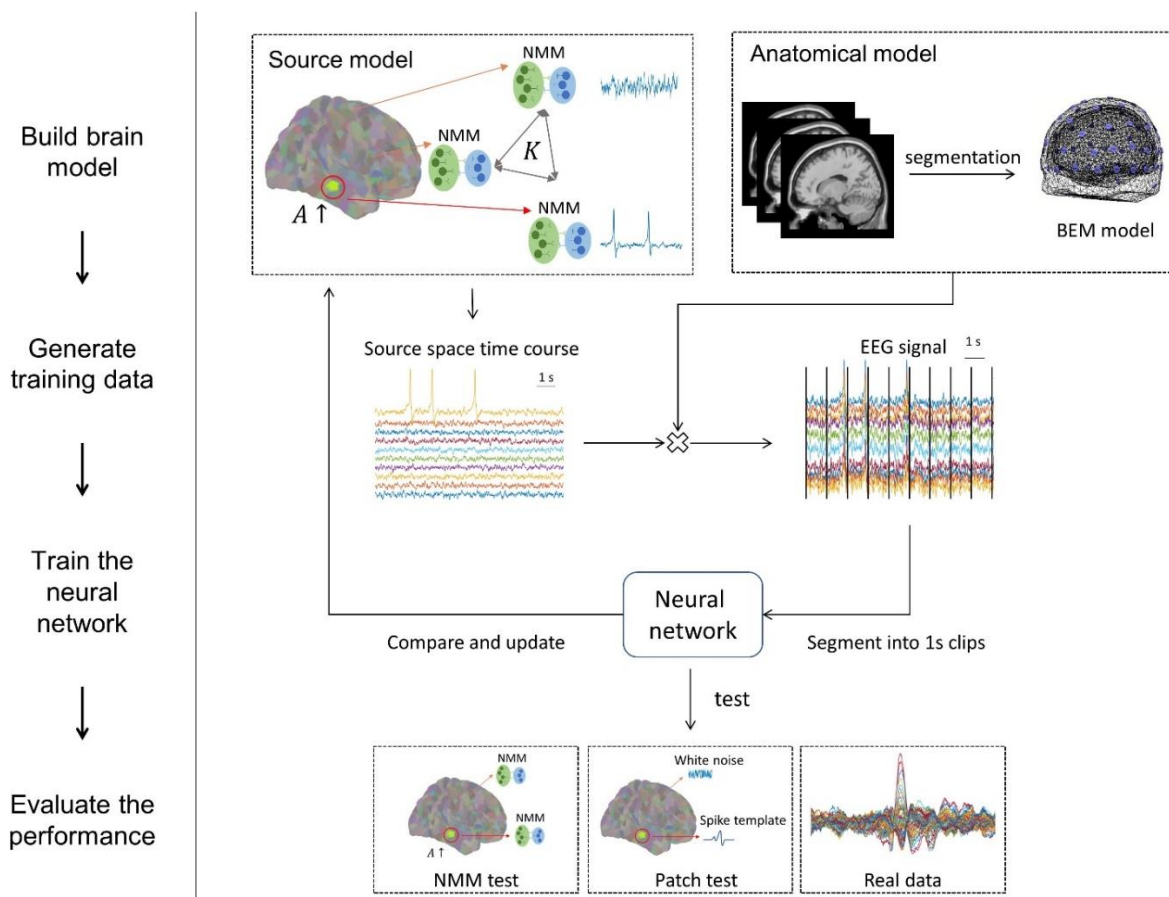 Build brain
model
Generate
training data
Train the
neural
network
Evaluate the
performance
Source model
NMM
NMM
K
A ↑
NMM
Anatomical model
segmentation
BEM model
Source space time course
1 s
EEG signal
1 s
Neural
network
Compare and update
Segment into 1s clips
test
NMM
NMM
A ↑
NMM test
White noise
Spike template
Patch test
Real data